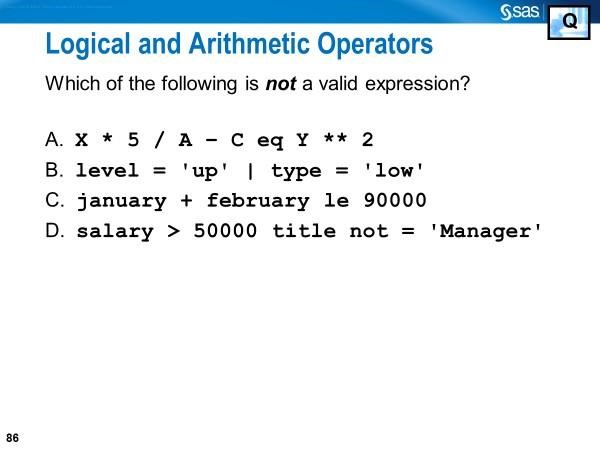 sas
Q
Logical and Arithmetic Operators
Which of the following is not a valid expression?
A. X * 5 / A – C eq Y ** 2
B. level = 'up' | type = 'low'
C. january + february le 90000
D. salary > 50000 title not = 'Manager'
86